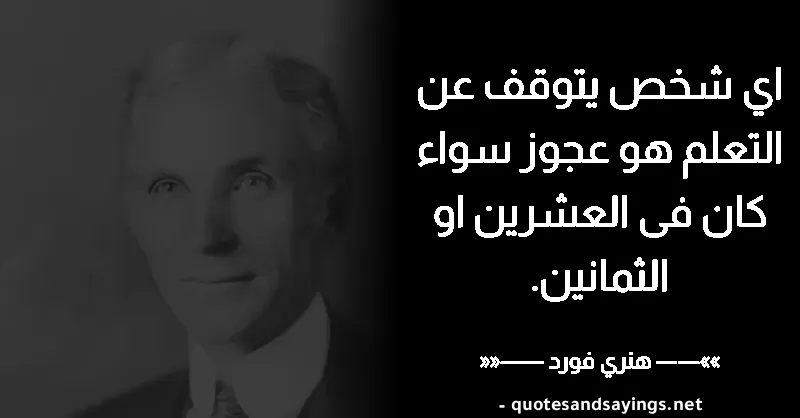 اي شخص يتوقف عن
التعلم هو عجوز سواء
كان فى العشرين او
الثمانين.
»»—— هنري فورد ——««
- quotesandsayings.net